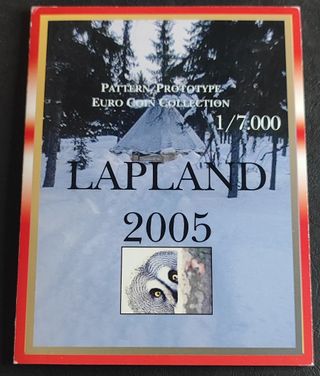 PATTERN/PROTOTYPE
EURO COIN COLLECTION
1/7.000
LAPLAND
2005